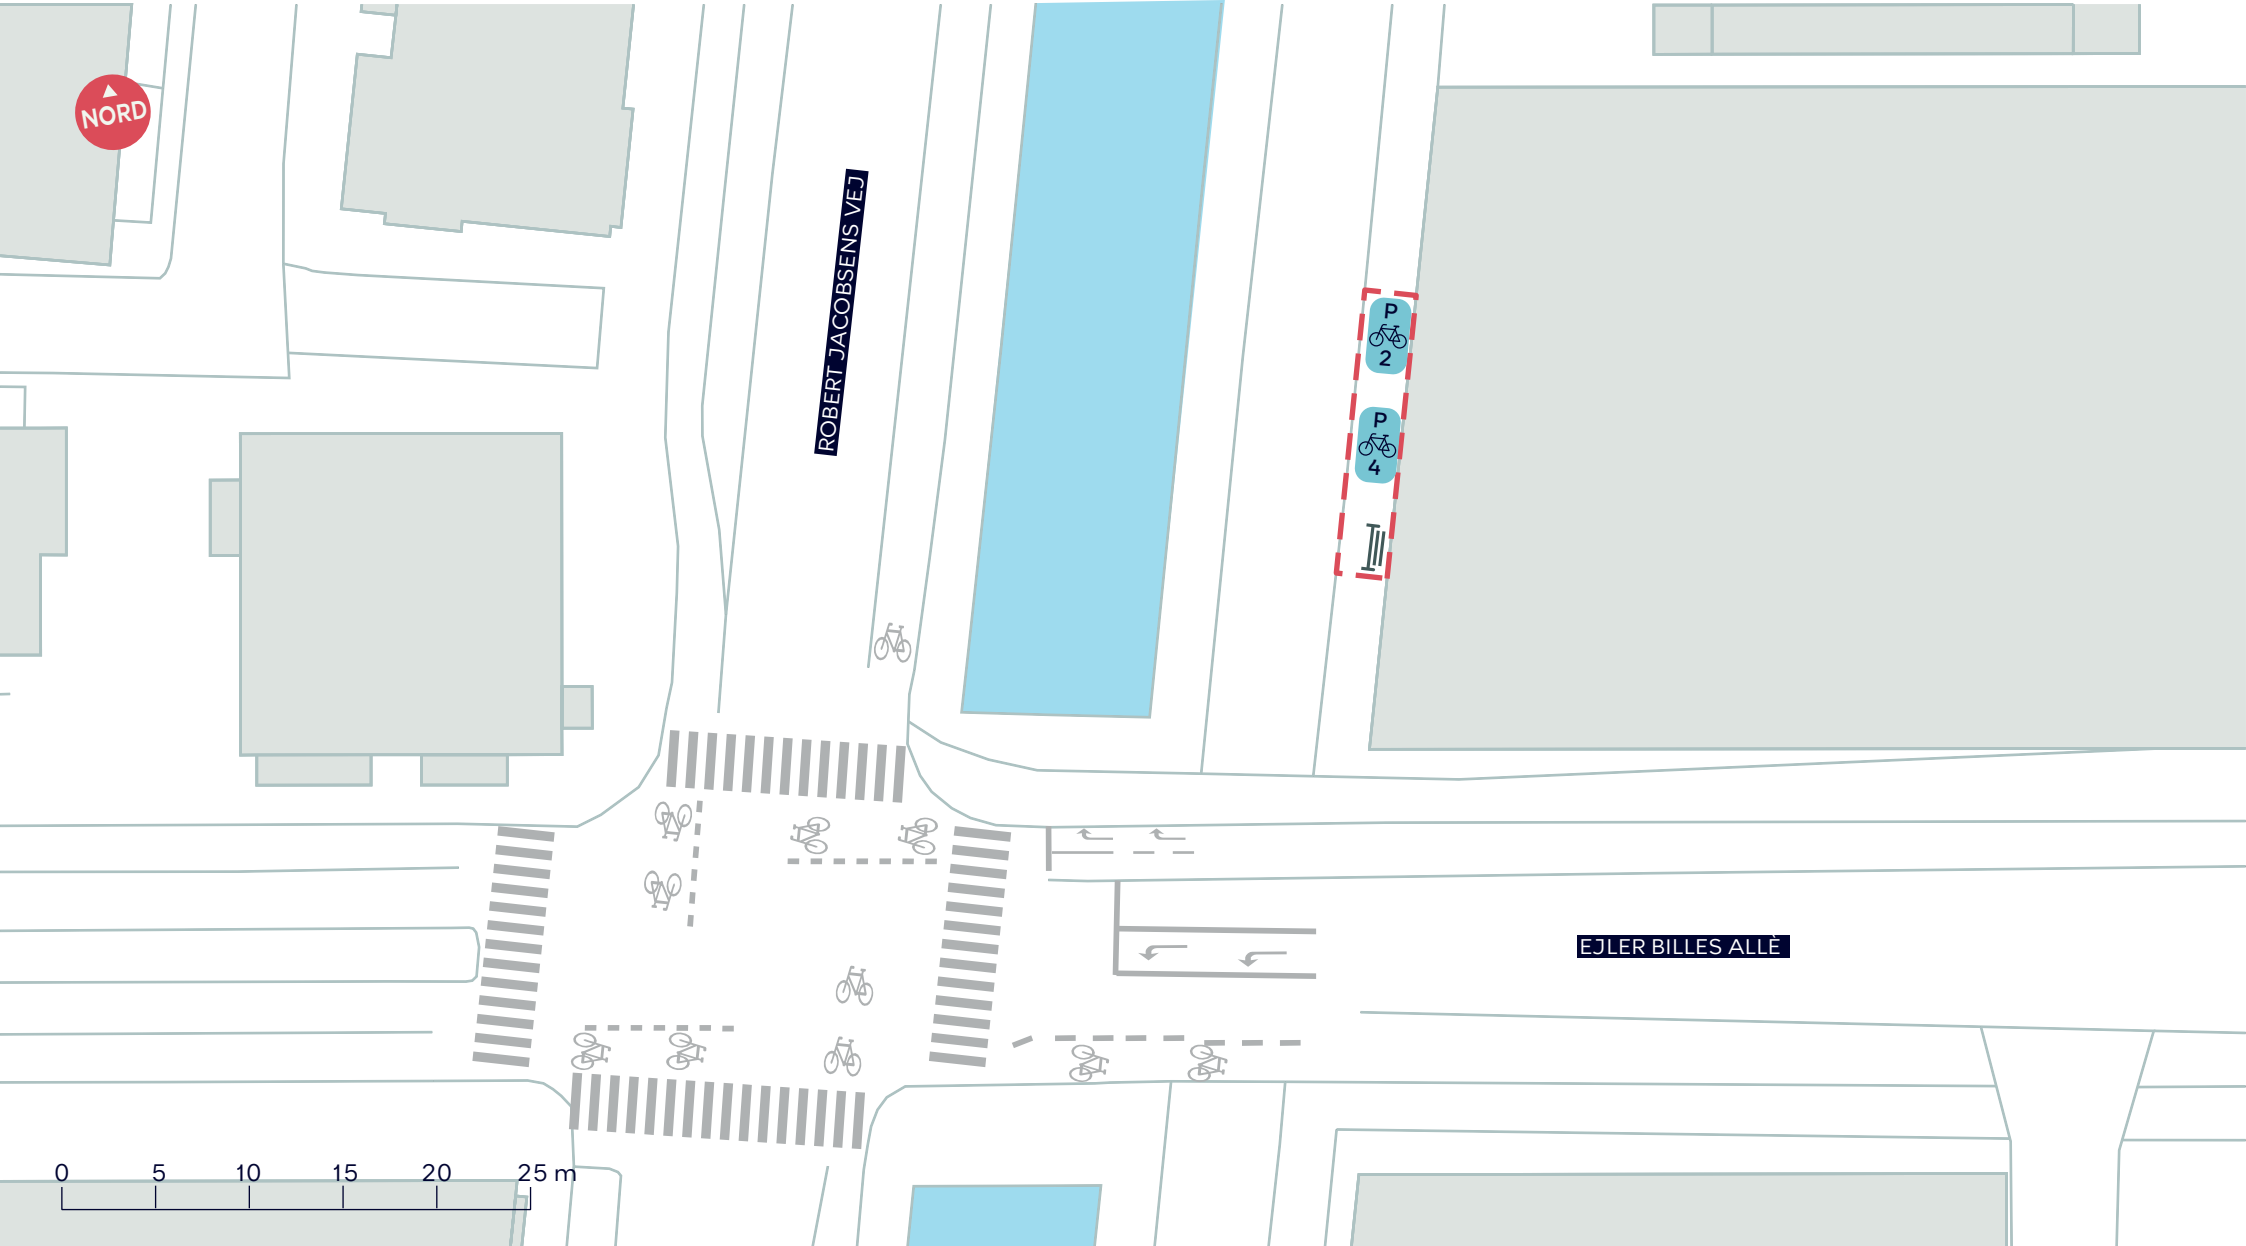 NORD
ROBERT JACOBSENS VEJ
P
2
P
4
EJLER BILLES ALLÈ
0 5 10 15 20 25 m